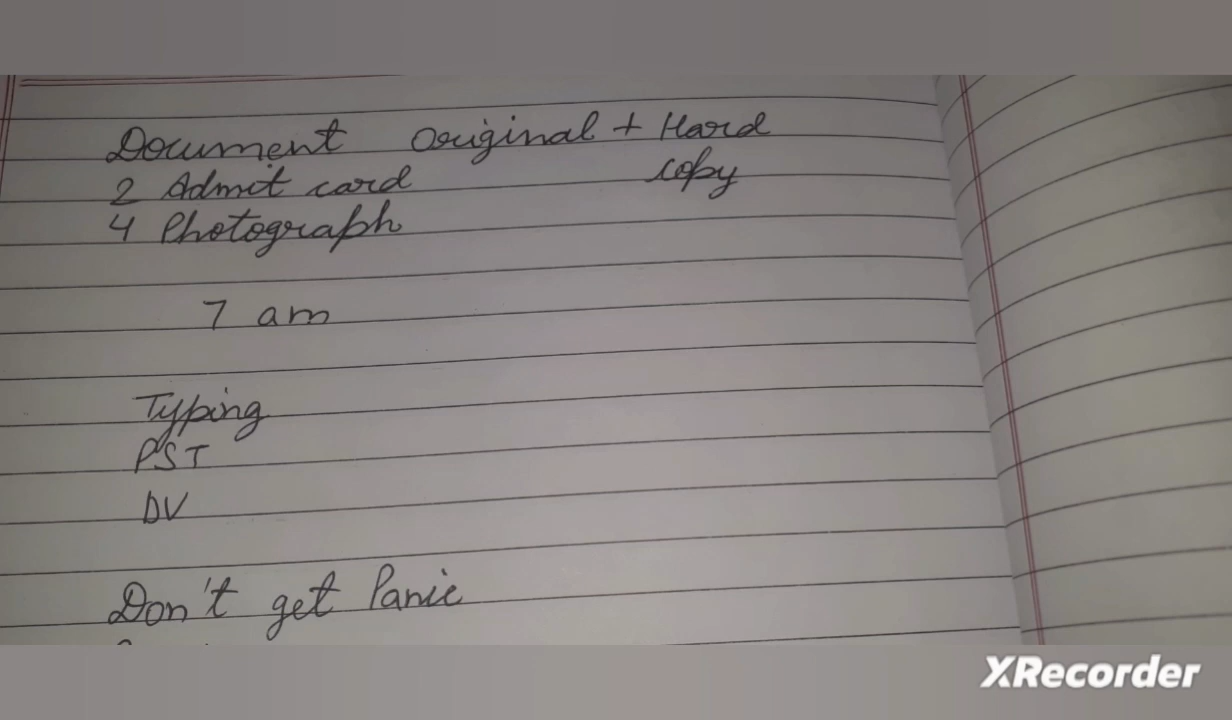 Document Original + Hard
copy
2 Admit card
4 Photograph
7 am
Typing
PST
DV
Don't get Panic
XRecorder